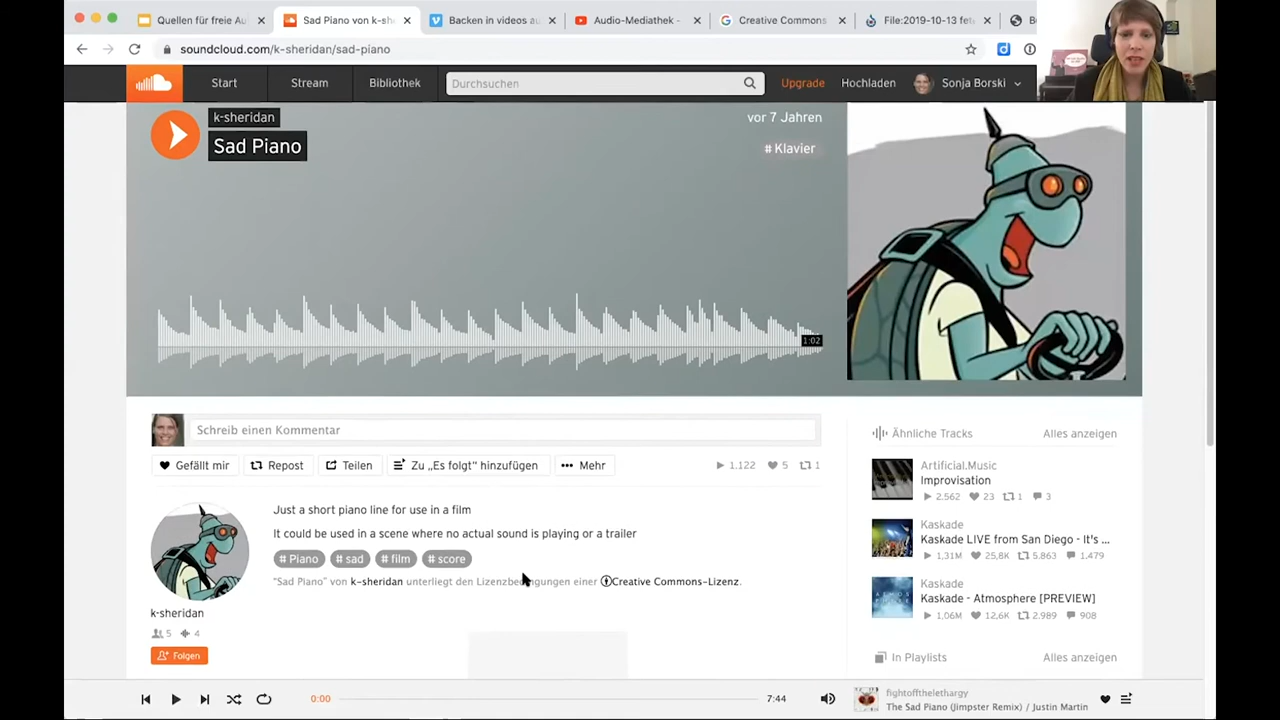 Quellen für freie Au
Sad Piano von k-sh
Backen in videos au
Audio-Mediathek -
Creative Commons
File:2019-10-13 fete
soundcloud.com/k-sheridan/sad-piano
Start
Stream
Bibliothek
Durchsuchen
Upgrade
Hochladen
Sonja Borski
k-sheridan
vor 7 Jahren
Sad Piano
# Klavier
1:02
Schreib einen Kommentar
Ähnliche Tracks
Alles anzeigen
Gefällt mir
Repost
Teilen
Zu „Es folgt“ hinzufügen
Mehr
1.122
5
1
Artificial.Music
Improvisation
2.562 23 1 3
Just a short piano line for use in a film
It could be used in a scene where no actual sound is playing or a trailer
# Piano # sad # film # score
"Sad Piano" von k-sheridan unterliegt den Lizenzbedingungen einer Creative Commons-Lizenz.
Kaskade
Kaskade LIVE from San Diego - It's ...
1,31M 25,8K 5.863 1,479
Kaskade
Kaskade - Atmosphere [PREVIEW]
1,06M 12,6K 2.989 908
k-sheridan
5 4
Folgen
In Playlists
Alles anzeigen
0:00
7:44
fightoffthelethargy
The Sad Piano (Jimpster Remix) / Justin Martin